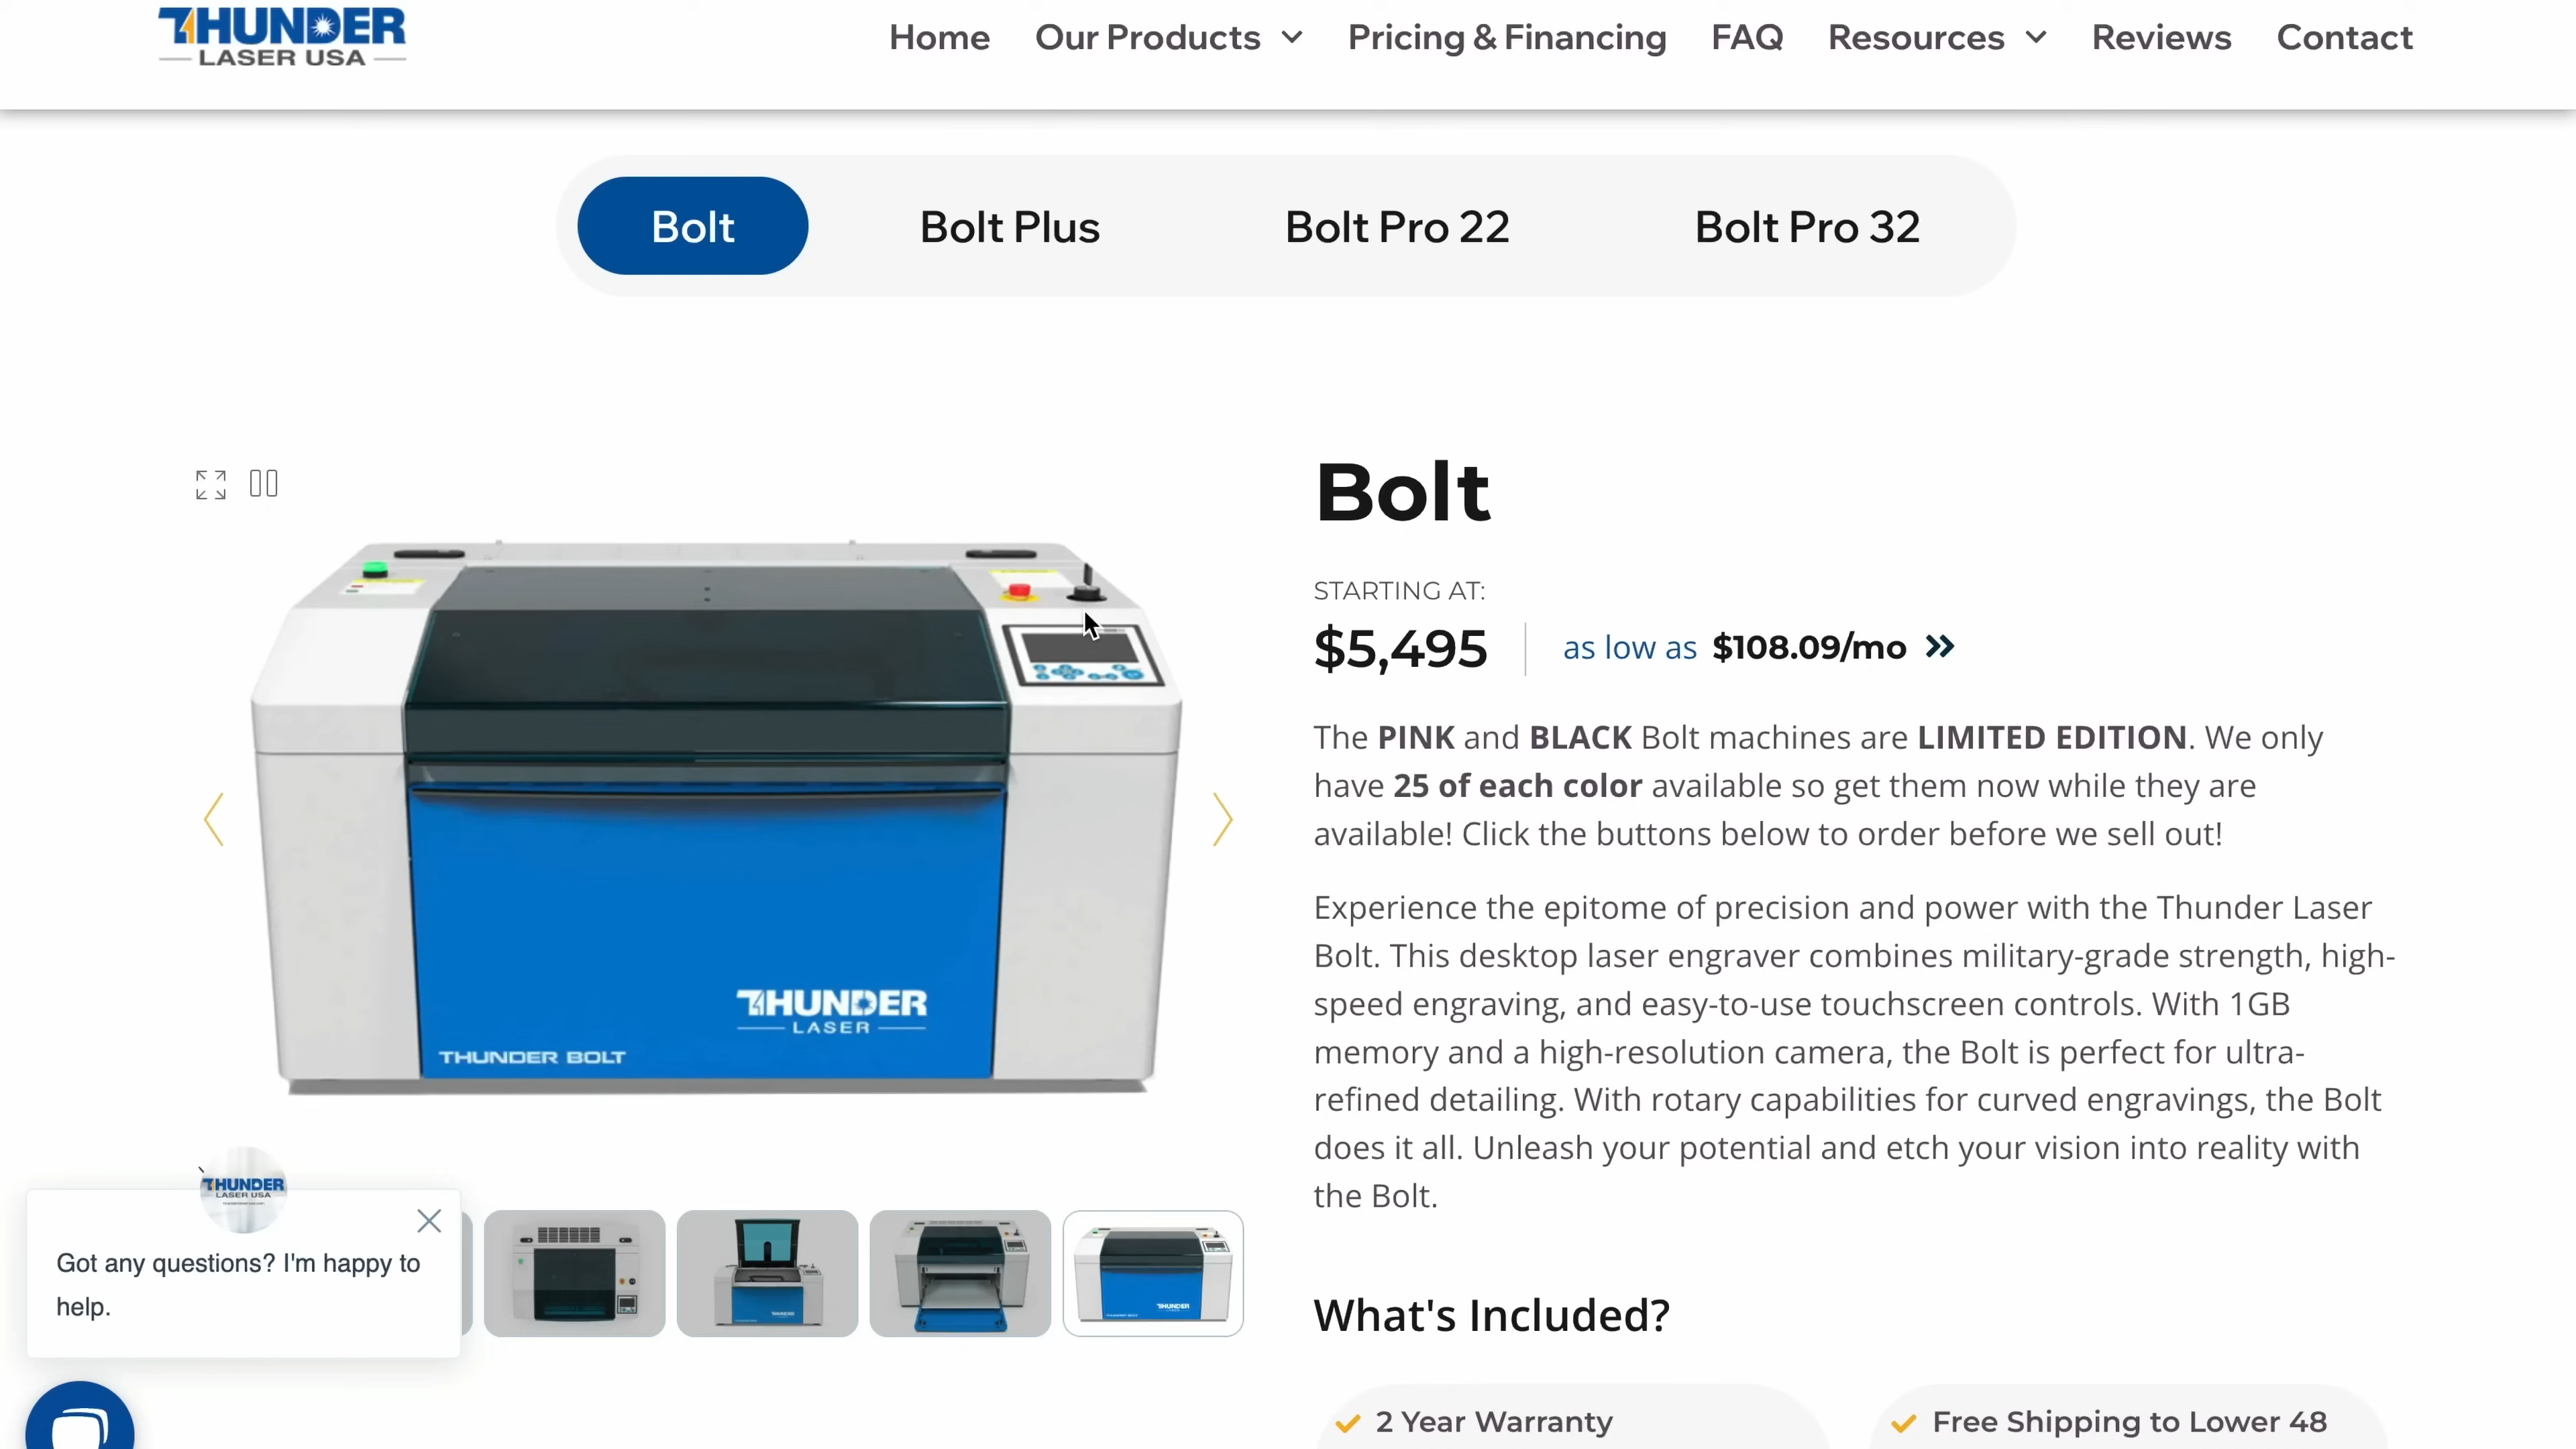 THUNDER
LASER USA
Home
Our Products
Pricing & Financing
FAQ
Resources
Reviews
Contact
Bolt
Bolt Plus
Bolt Pro 22
Bolt Pro 32
THUNDER
LASER
THUNDER BOLT
Bolt
STARTING AT:
$5,495
as low as $108.09/mo
The PINK and BLACK Bolt machines are LIMITED EDITION. We only
have 25 of each color available so get them now while they are
available! Click the buttons below to order before we sell out!
Experience the epitome of precision and power with the Thunder Laser
Bolt. This desktop laser engraver combines military-grade strength, high-
speed engraving, and easy-to-use touchscreen controls. With 1GB
memory and a high-resolution camera, the Bolt is perfect for ultra-
refined detailing. With rotary capabilities for curved engravings, the Bolt
does it all. Unleash your potential and etch your vision into reality with
the Bolt.
THUNDER
LASER USA
Got any questions? I'm happy to
help.
What's Included?
2 Year Warranty
Free Shipping to Lower 48